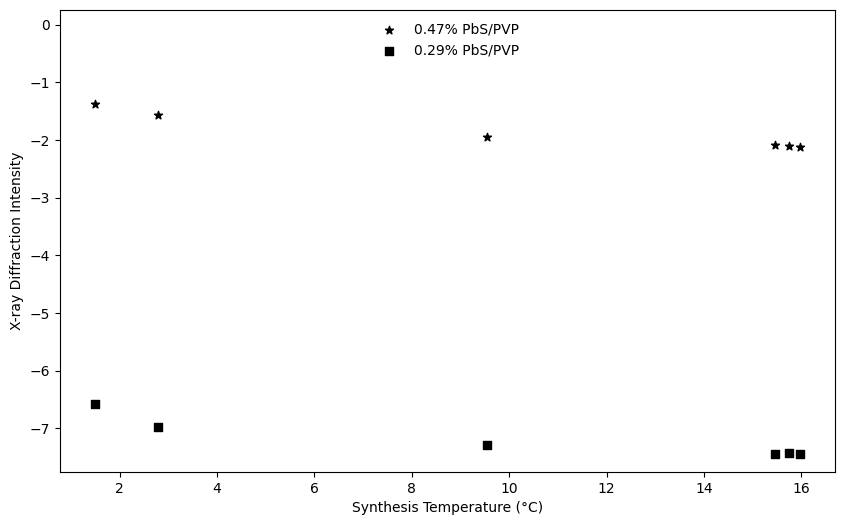 0.47% PbS/PVP
0.29% PbS/PVP
0
−1
−2
−3
−4
−5
−6
−7
X-ray Diffraction Intensity
2 4 6 8 10 12 14 16
Synthesis Temperature (°C)